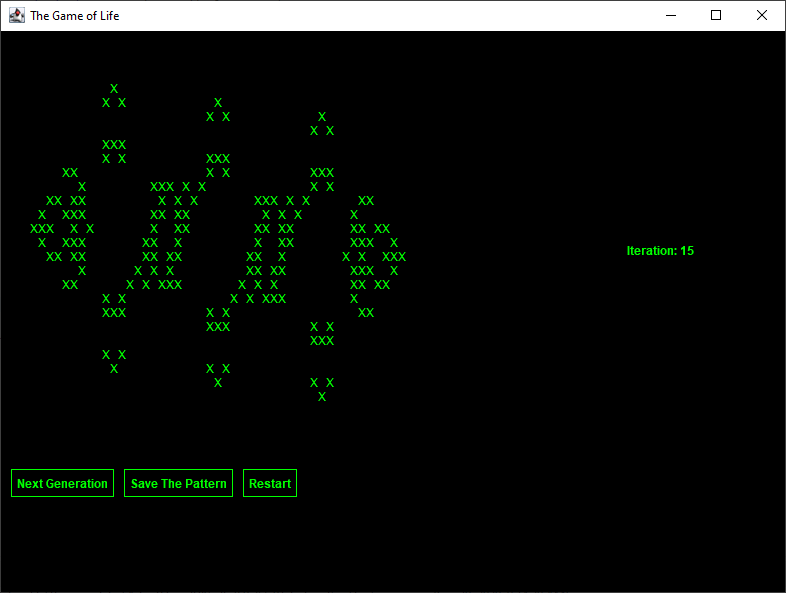 X
X X X
X X X
X X
XXX
X X XXX
XX X X XXX
X XXX X X X X
XX XX X X X XXX X X XX
X XXX XX XX X X X X
XXX X X X XX XX XX XX XX
X XXX XX X X XX XXX X
XX XX XX XX XX X X X XXX
X X X X XX XX XXX X
XX X X XXX X X X XX XX
X X X X XXX X
XXX X X XX
XXX X X
XXX
X X
X X X
X X X
X
The Game of Life
Iteration: 15
Next Generation
Save The Pattern
Restart